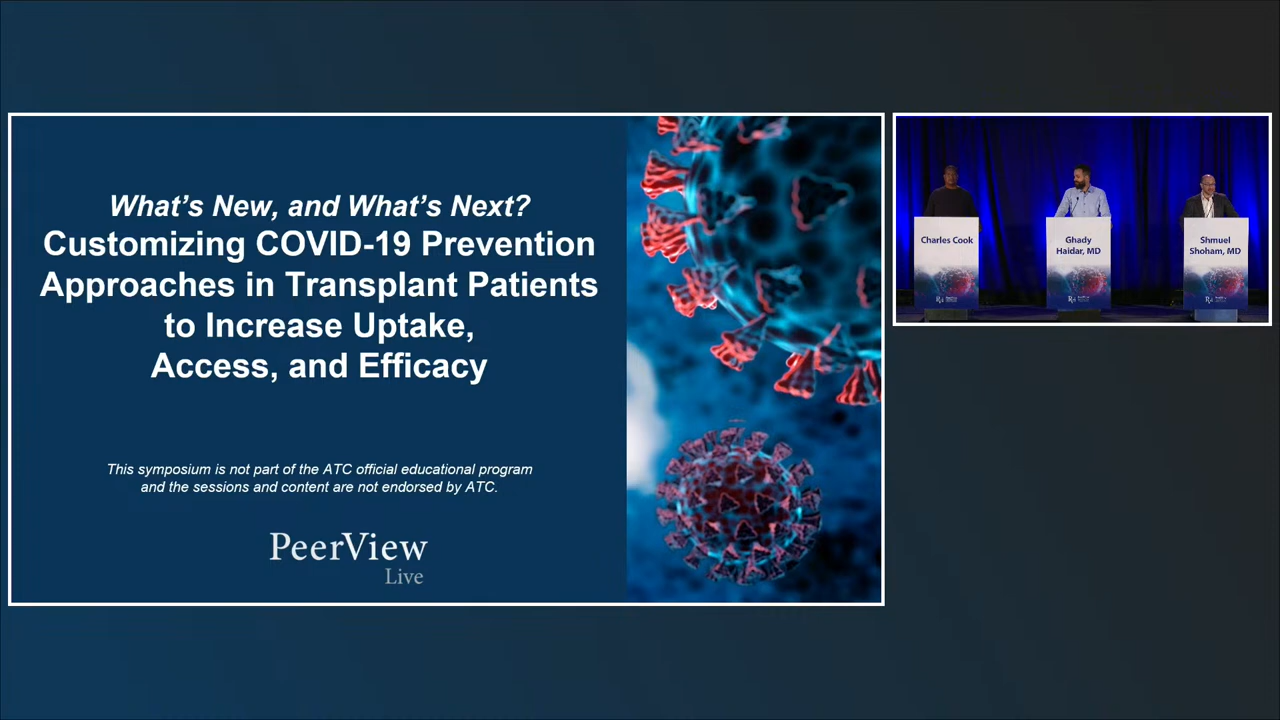 What's New, and What's Next?
Customizing COVID-19 Prevention
Approaches in Transplant Patients
to Increase Uptake,
Access, and Efficacy
This symposium is not part of the ATC official educational program
and the sessions and content are not endorsed by ATC.
PeerView
Live
Charles Cook
Ghady
Haidar, MD
Shmuel
Shoham, MD